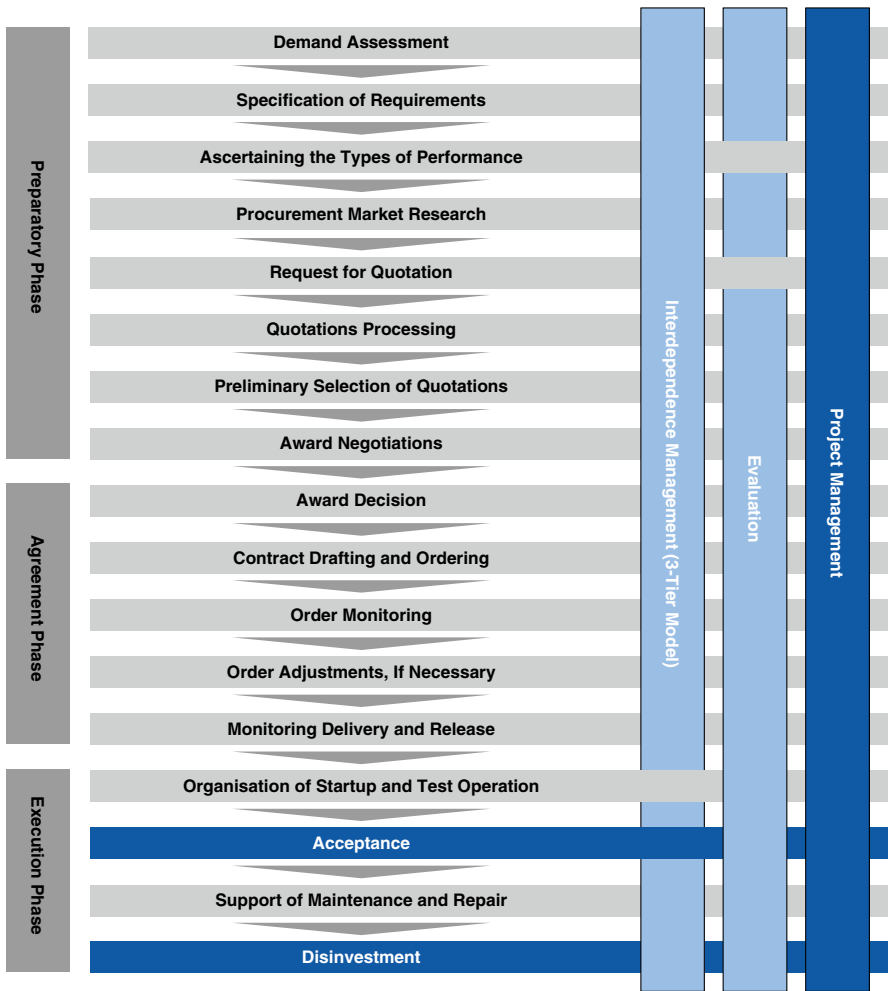 Preparatory Phase
Demand Assessment
Specification of Requirements
Ascertaining the Types of Performance
Procurement Market Research
Request for Quotation
Quotations Processing
Preliminary Selection of Quotations
Award Negotiations
Agreement Phase
Award Decision
Contract Drafting and Ordering
Order Monitoring
Order Adjustments, If Necessary
Monitoring Delivery and Release
Execution Phase
Organisation of Startup and Test Operation
Acceptance
Support of Maintenance and Repair
Disinvestment
Interdependence Management (3-Tier Model)
Evaluation
Project Management